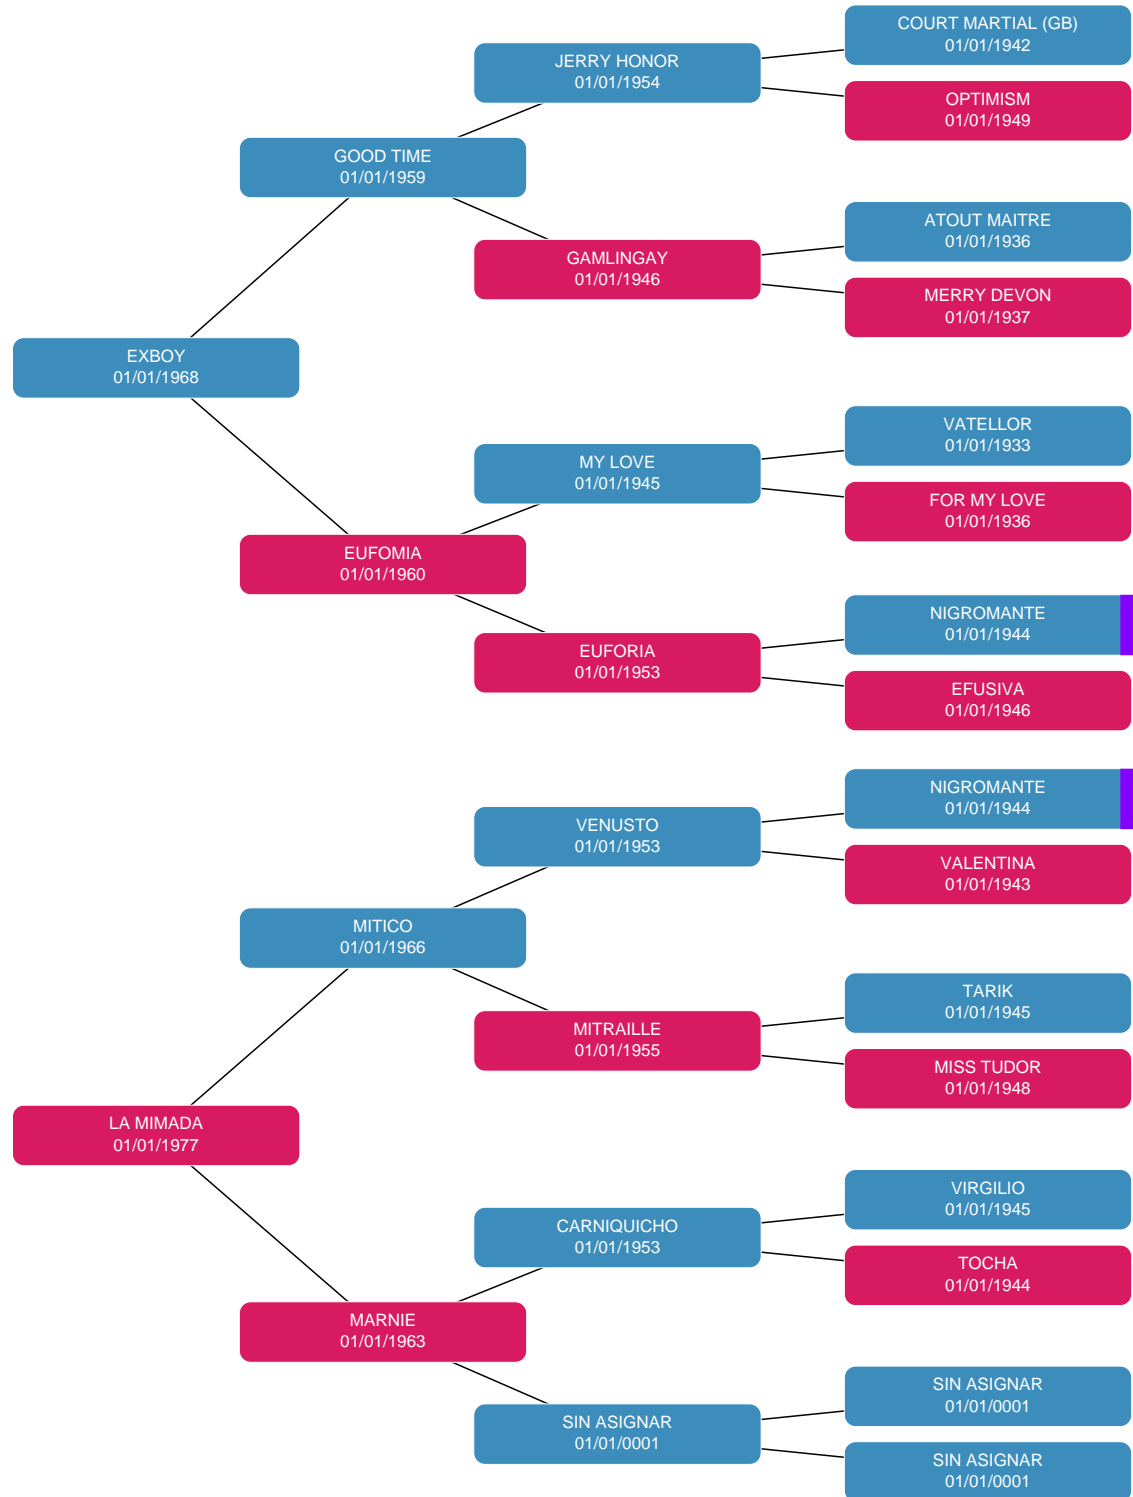 COURT MARTIAL (GB)
01/01/1942
JERRY HONOR
01/01/1954
OPTIMISM
01/01/1949
GOOD TIME
01/01/1959
ATOUT MAITRE
01/01/1936
GAMLINGAY
01/01/1946
MERRY DEVON
01/01/1937
EXBOY
01/01/1968
VATELLOR
01/01/1933
MY LOVE
01/01/1945
FOR MY LOVE
01/01/1936
EUFOMIA
01/01/1960
NIGROMANTE
01/01/1944
EUFORIA
01/01/1953
EFUSIVA
01/01/1946
NIGROMANTE
01/01/1944
VENUSTO
01/01/1953
VALENTINA
01/01/1943
MITICO
01/01/1966
TARIK
01/01/1945
MITRAILLE
01/01/1955
MISS TUDOR
01/01/1948
LA MIMADA
01/01/1977
VIRGILIO
01/01/1945
CARNIQUICHO
01/01/1953
TOCHA
01/01/1944
MARNIE
01/01/1963
SIN ASIGNAR
01/01/0001
SIN ASIGNAR
01/01/0001
SIN ASIGNAR
01/01/0001